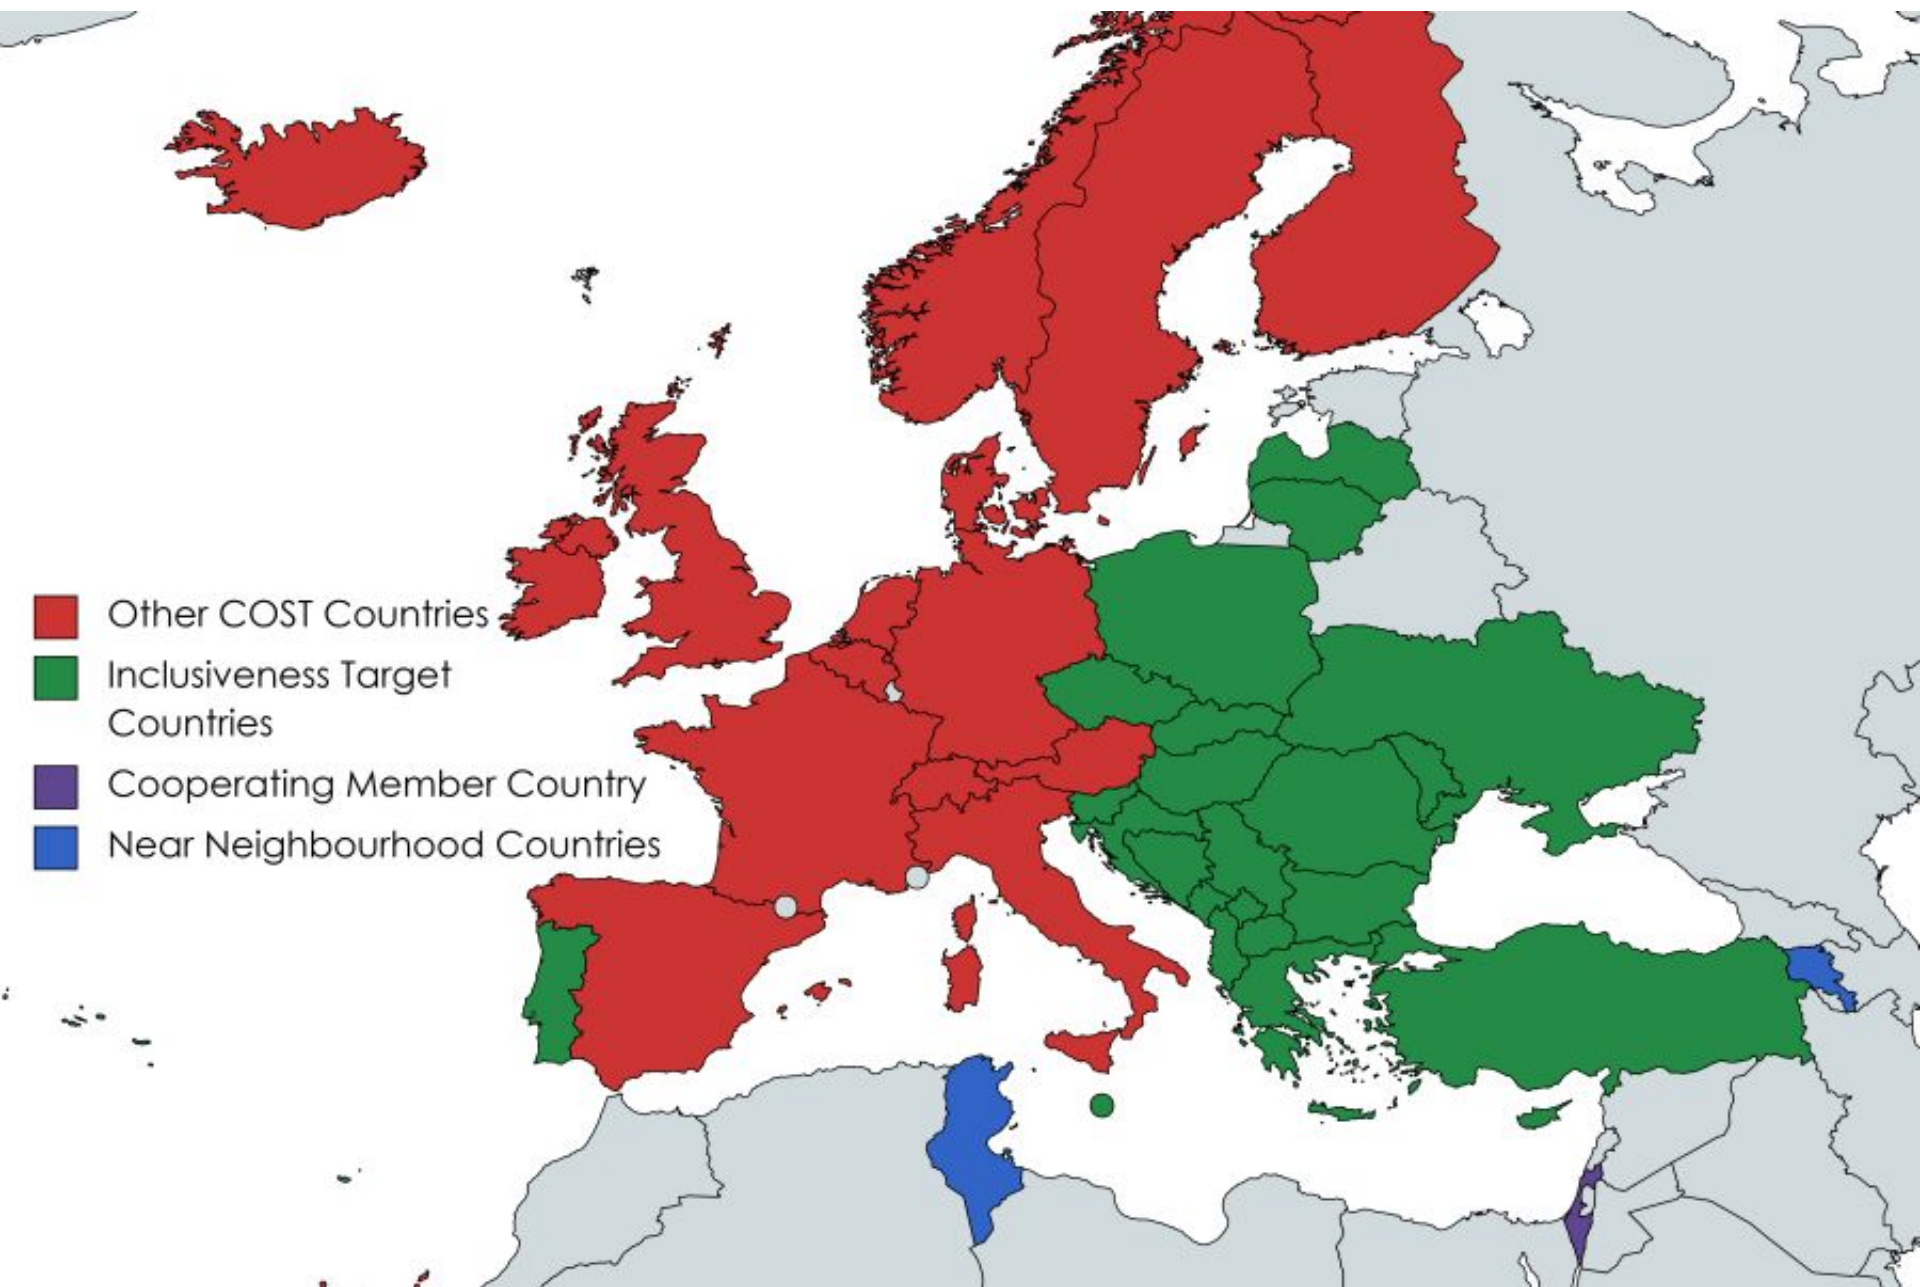 Other COST Countries
Inclusiveness Target
Countries
Cooperating Member Country
Near Neighbourhood Countries